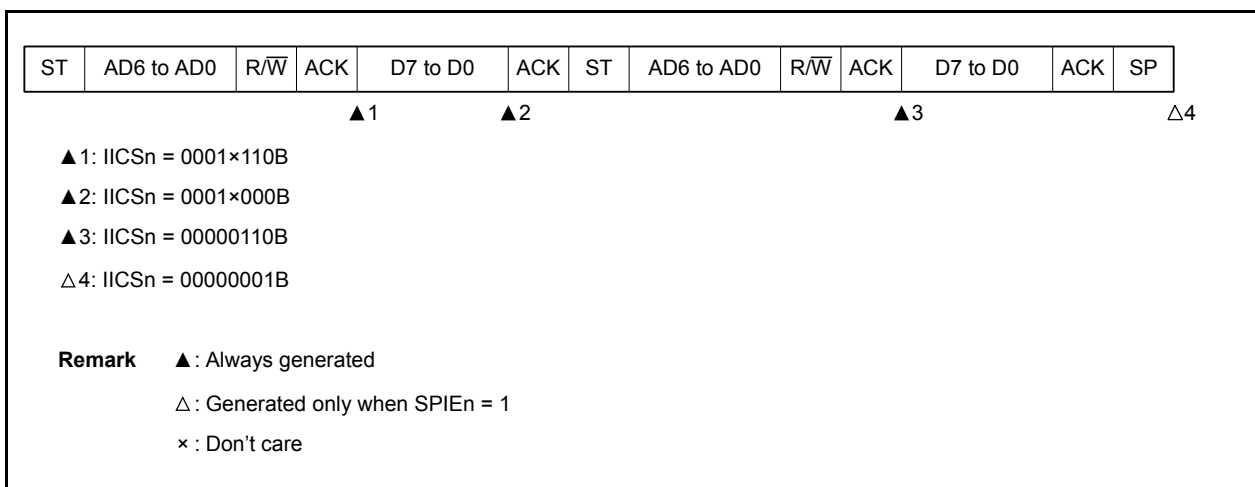 ST AD6 to AD0 R/W̅ ACK D7 to D0 ACK ST AD6 to AD0 R/W̅ ACK D7 to D0 ACK SP
▲1 ▲2 ▲3 △4
▲1: IICSn = 0001×110B
▲2: IICSn = 0001×000B
▲3: IICSn = 00000110B
△4: IICSn = 00000001B
Remark ▲: Always generated
△: Generated only when SPIEn = 1
×: Don't care